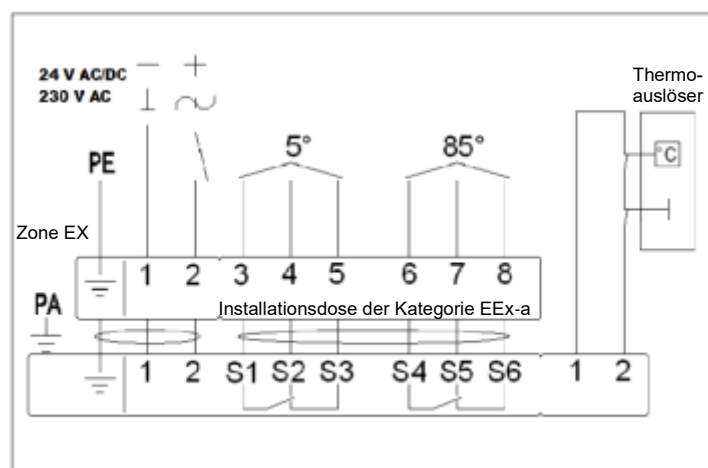 24 V AC/DC − +
230 V AC ⊥ ∿
Thermo-
auslöser
°C
5° 85°
PE
Zone EX
1 2 3 4 5 6 7 8
Installationsdose der Kategorie EEx-a
PA
1 2 S1 S2 S3 S4 S5 S6 1 2